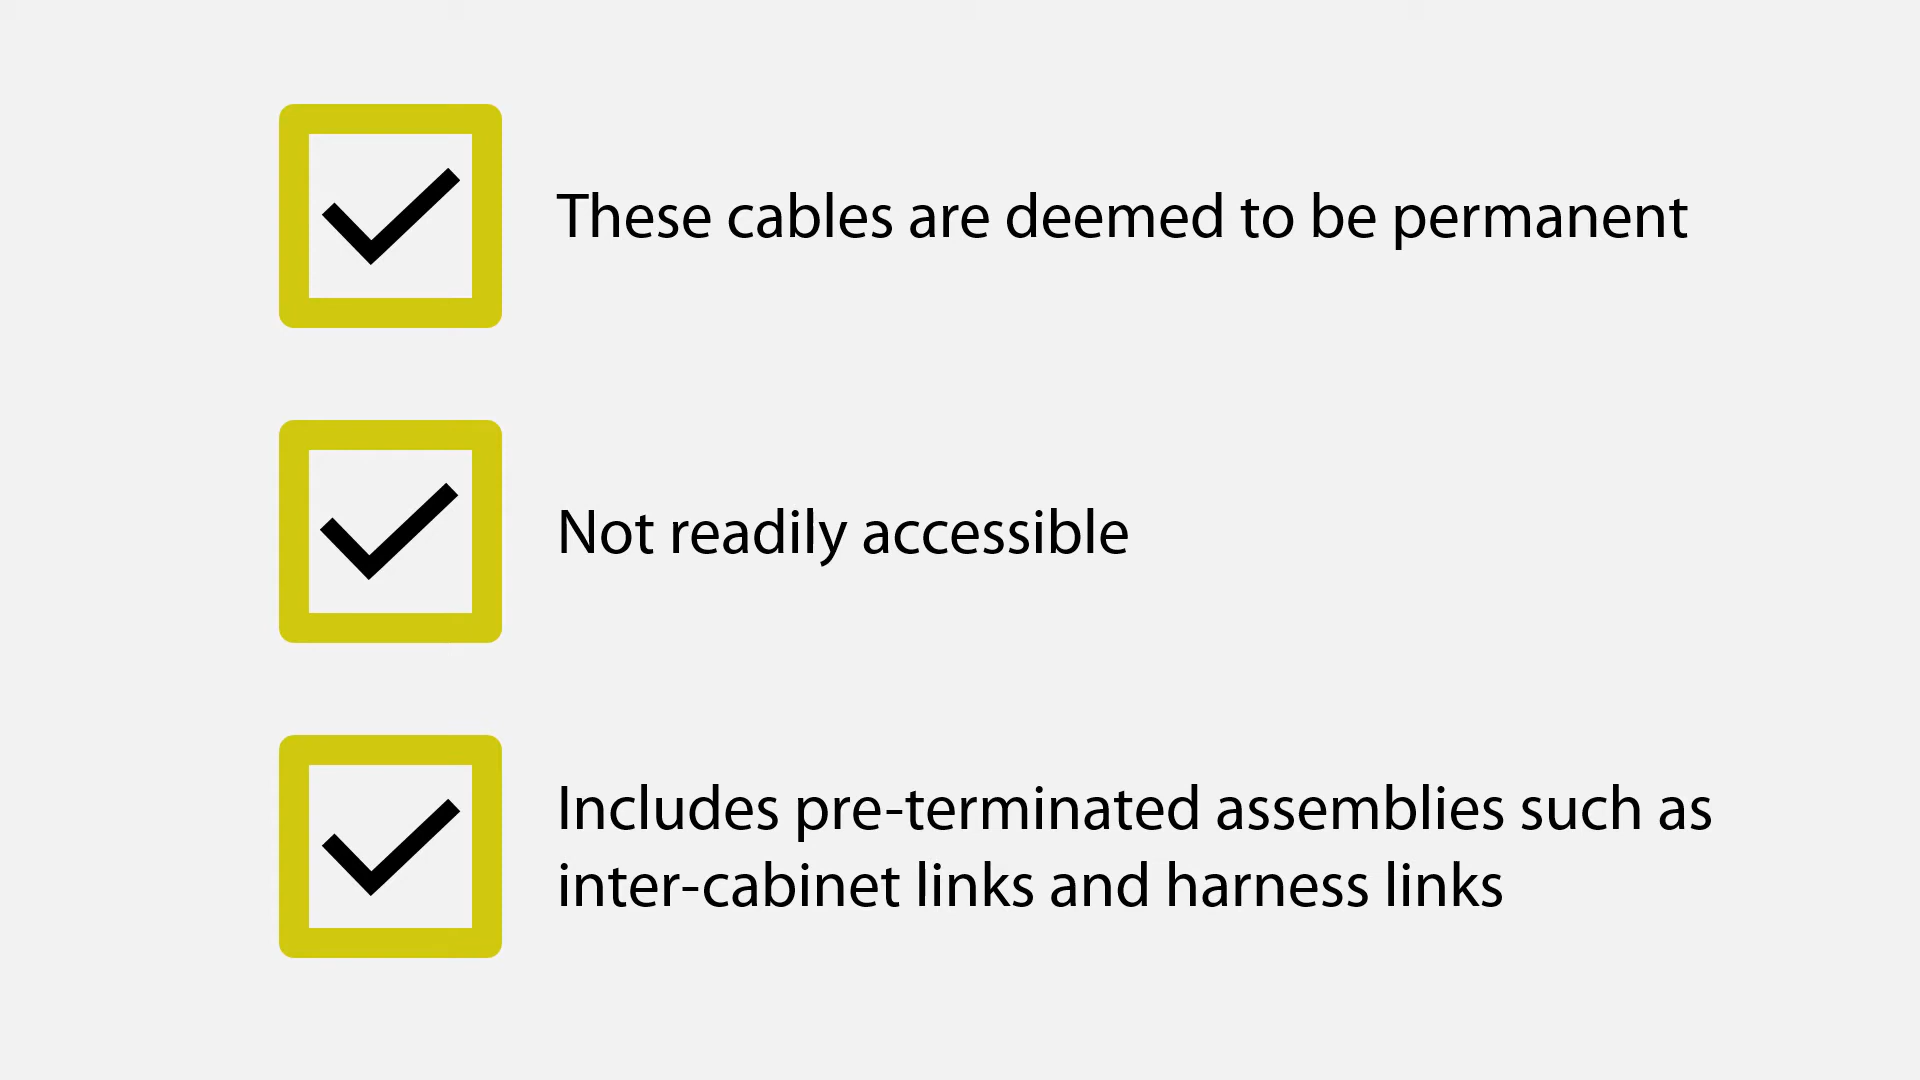 These cables are deemed to be permanent
Not readily accessible
Includes pre-terminated assemblies such as
inter-cabinet links and harness links